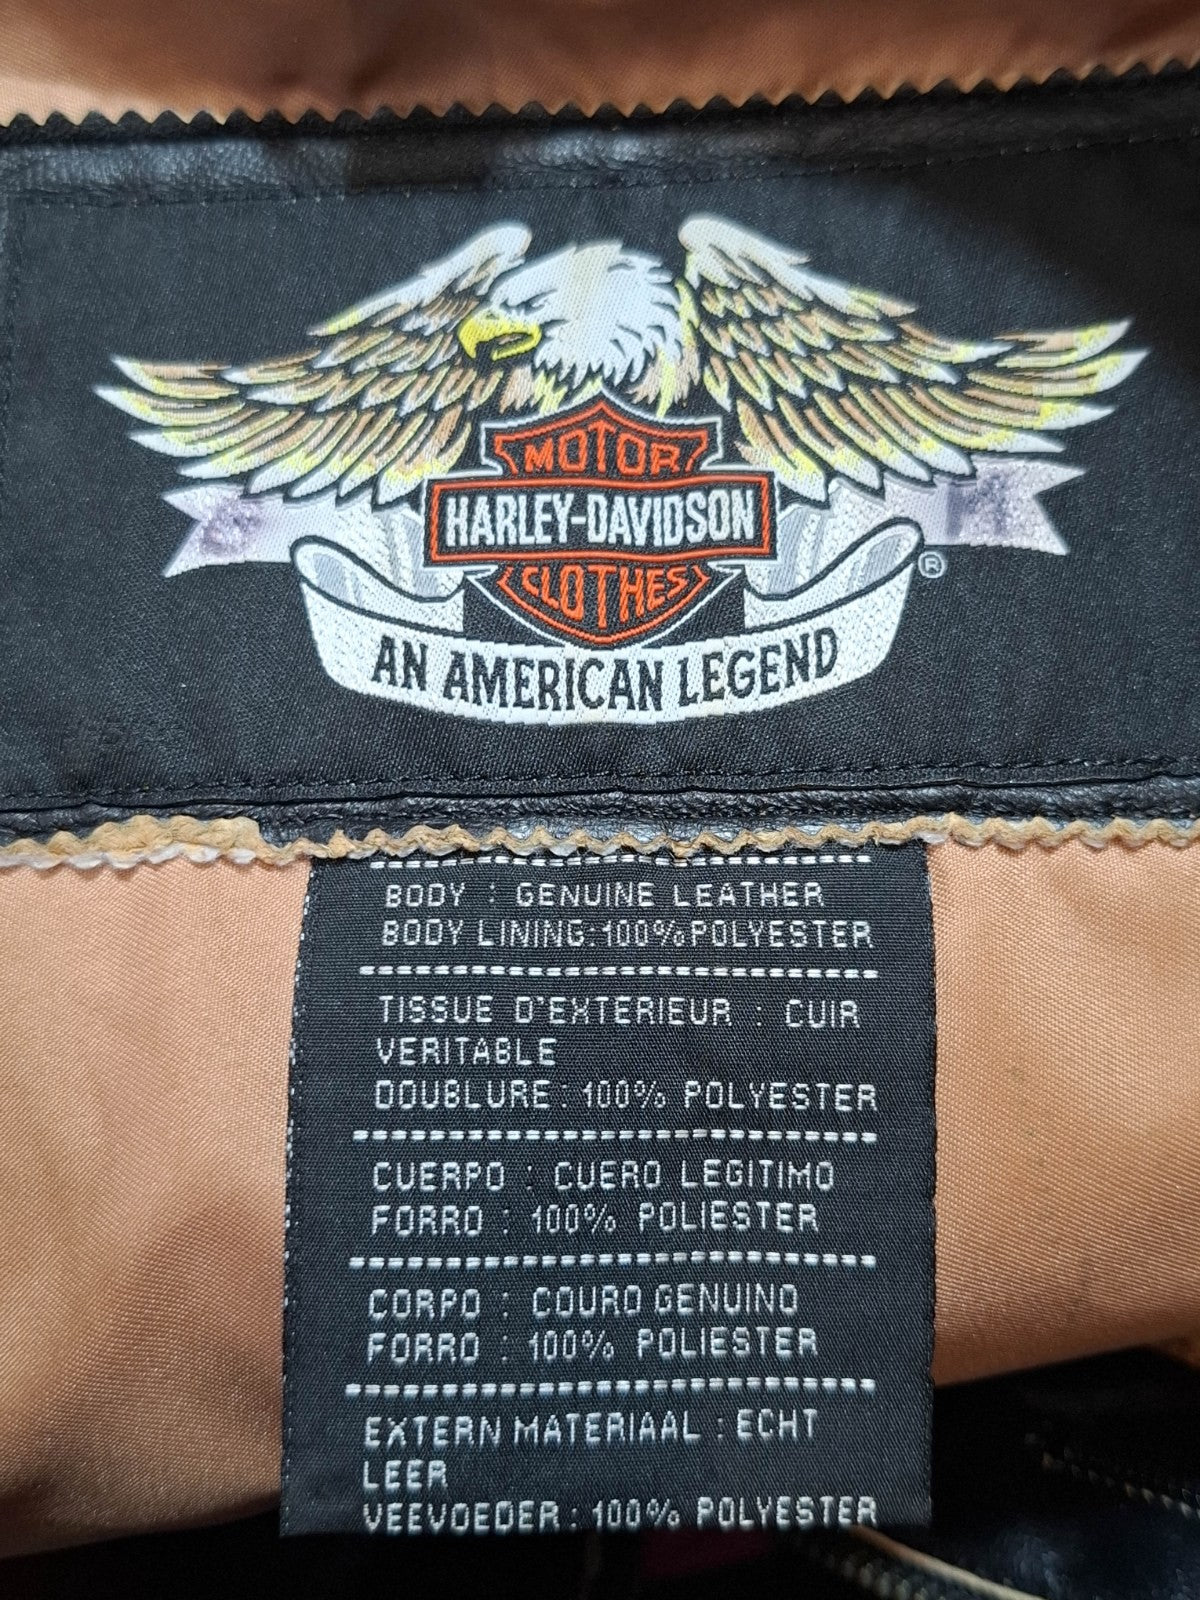 MOTOR
HARLEY-DAVIDSON
CLOTHES
®
AN AMERICAN LEGEND
BODY : GENUINE LEATHER
BODY LINING:100% POLYESTER
TISSUE D'EXTERIEUR : CUIR
VERITABLE
DOUBLURE : 100% POLYESTER
CUERPO : CUERO LEGITIMO
FORRO : 100% POLIESTER
CORPO : COURO GENUINO
FORRO : 100% POLIESTER
EXTERN MATERIAAL : ECHT
LEER
VEEVOEDER : 100% POLYESTER